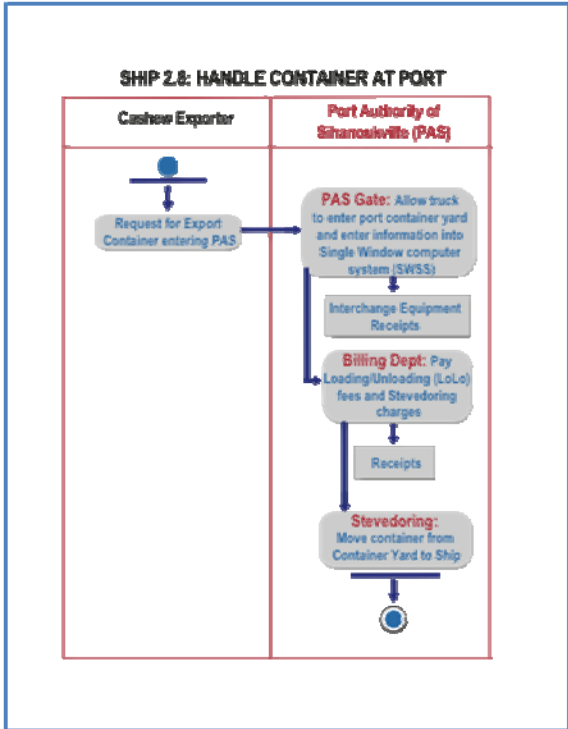 SHIP 2.8: HANDLE CONTAINER AT PORT
Cashew Exporter
Port Authority of
Sihanoukville (PAS)
Request for Export
Container entering PAS
PAS Gate: Allow truck
to enter port container yard
and enter information into
Single Window computer
system (SWSS)
Interchange Equipment
Receipts
Billing Dept: Pay
Loading/Unloading (LoLo)
fees and Stevedoring
charges
Receipts
Stevedoring:
Move container from
Container Yard to Ship